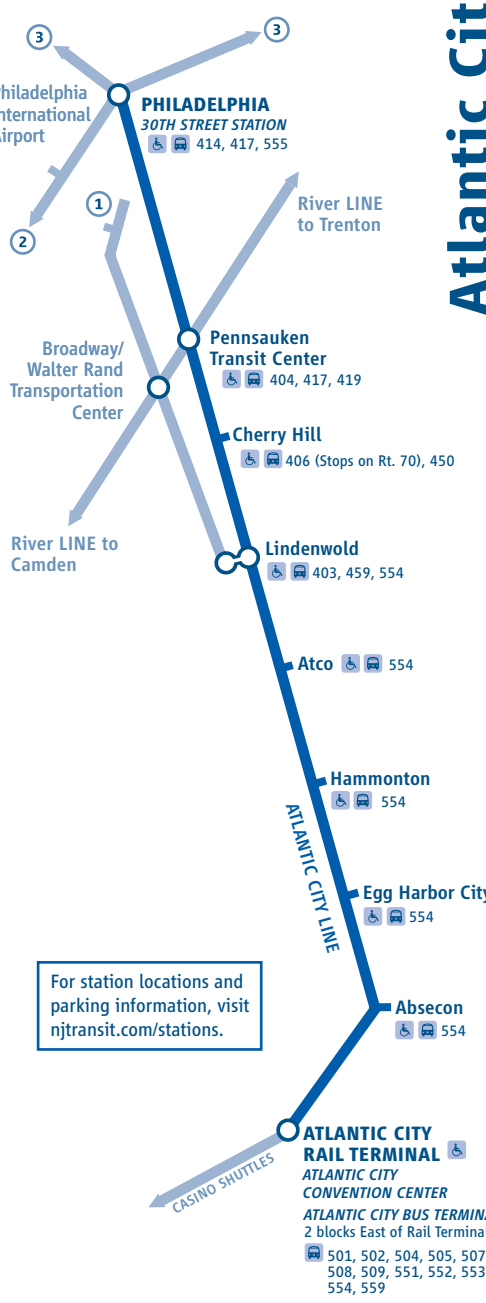 Atlantic Cit
3
3
Philadelphia
International
Airport
PHILADELPHIA
30TH STREET STATION
414, 417, 555
2
1
River LINE
to Trenton
Broadway/
Walter Rand
Transportation
Center
Pennsauken
Transit Center
404, 417, 419
Cherry Hill
406 (Stops on Rt. 70), 450
River LINE to
Camden
Lindenwold
403, 459, 554
Atco 554
Hammonton
554
ATLANTIC CITY LINE
Egg Harbor City
554
For station locations and
parking information, visit
njtransit.com/stations.
Absecon
554
CASINO SHUTTLES
ATLANTIC CITY
RAIL TERMINAL
ATLANTIC CITY
CONVENTION CENTER
ATLANTIC CITY BUS TERMINA
2 blocks East of Rail Terminal
501, 502, 504, 505, 507
508, 509, 551, 552, 553
554, 559